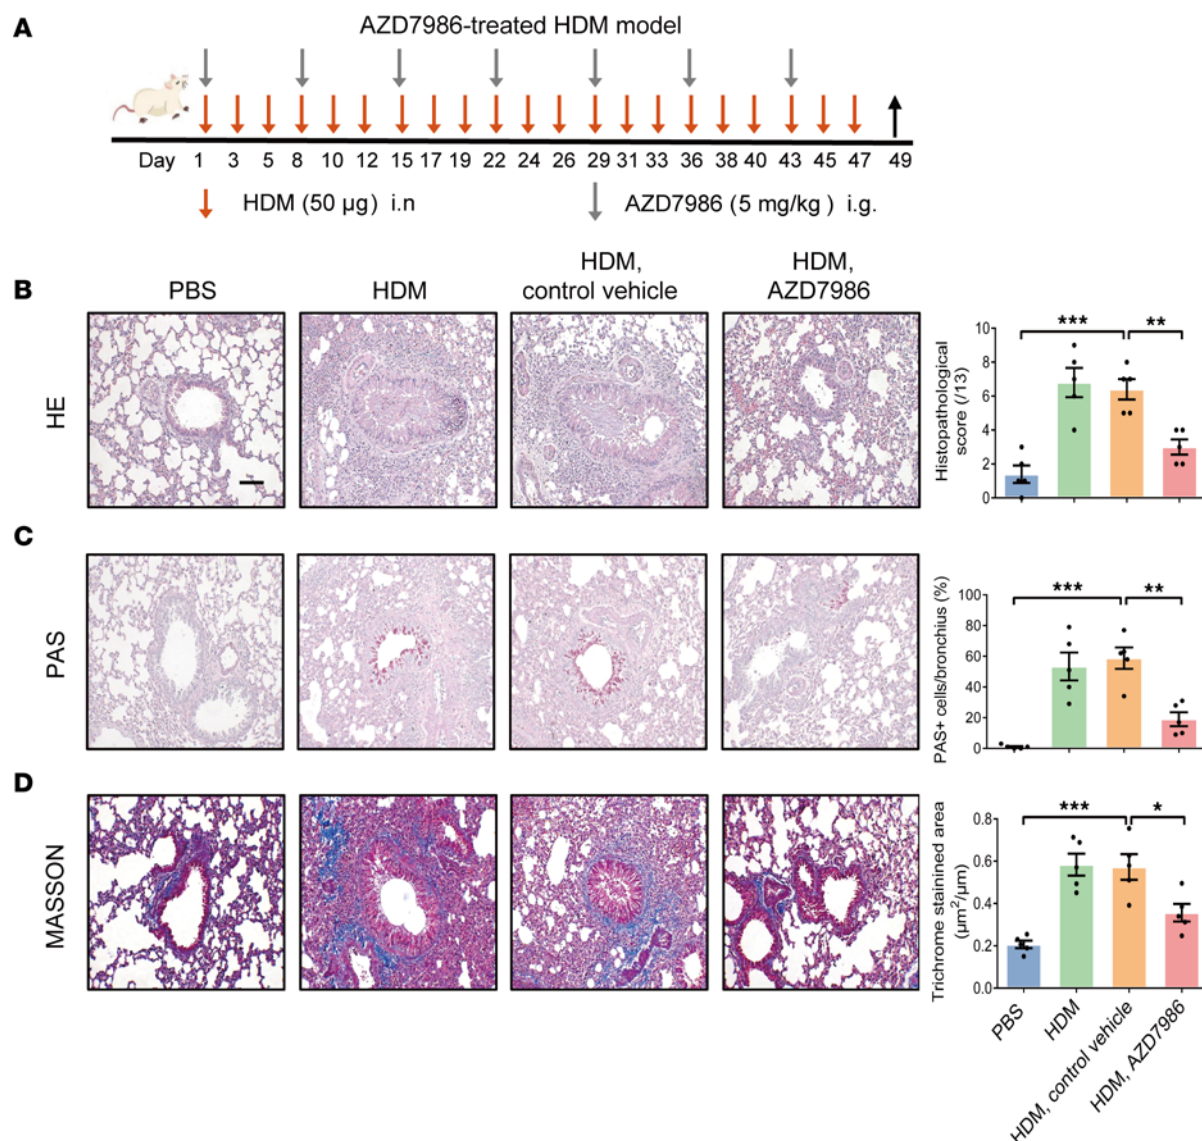 A
AZD7986-treated HDM model
Day 1 3 5 8 10 12 15 17 19 22 24 26 29 31 33 36 38 40 43 45 47 49
HDM (50 µg) i.n
AZD7986 (5 mg/kg ) i.g.
B
PBS
HDM
HDM,
control vehicle
HDM,
AZD7986
HE
Histopathological
score (/13)
10
8
6
4
2
0
***
**
C
PAS
PAS+ cells/bronchius (%)
100
80
60
40
20
0
***
**
D
MASSON
Trichrome stainined area
(µm²/µm)
0.8
0.6
0.4
0.2
0.0
***
*
PBS
HDM
HDM, control vehicle
HDM, AZD7986